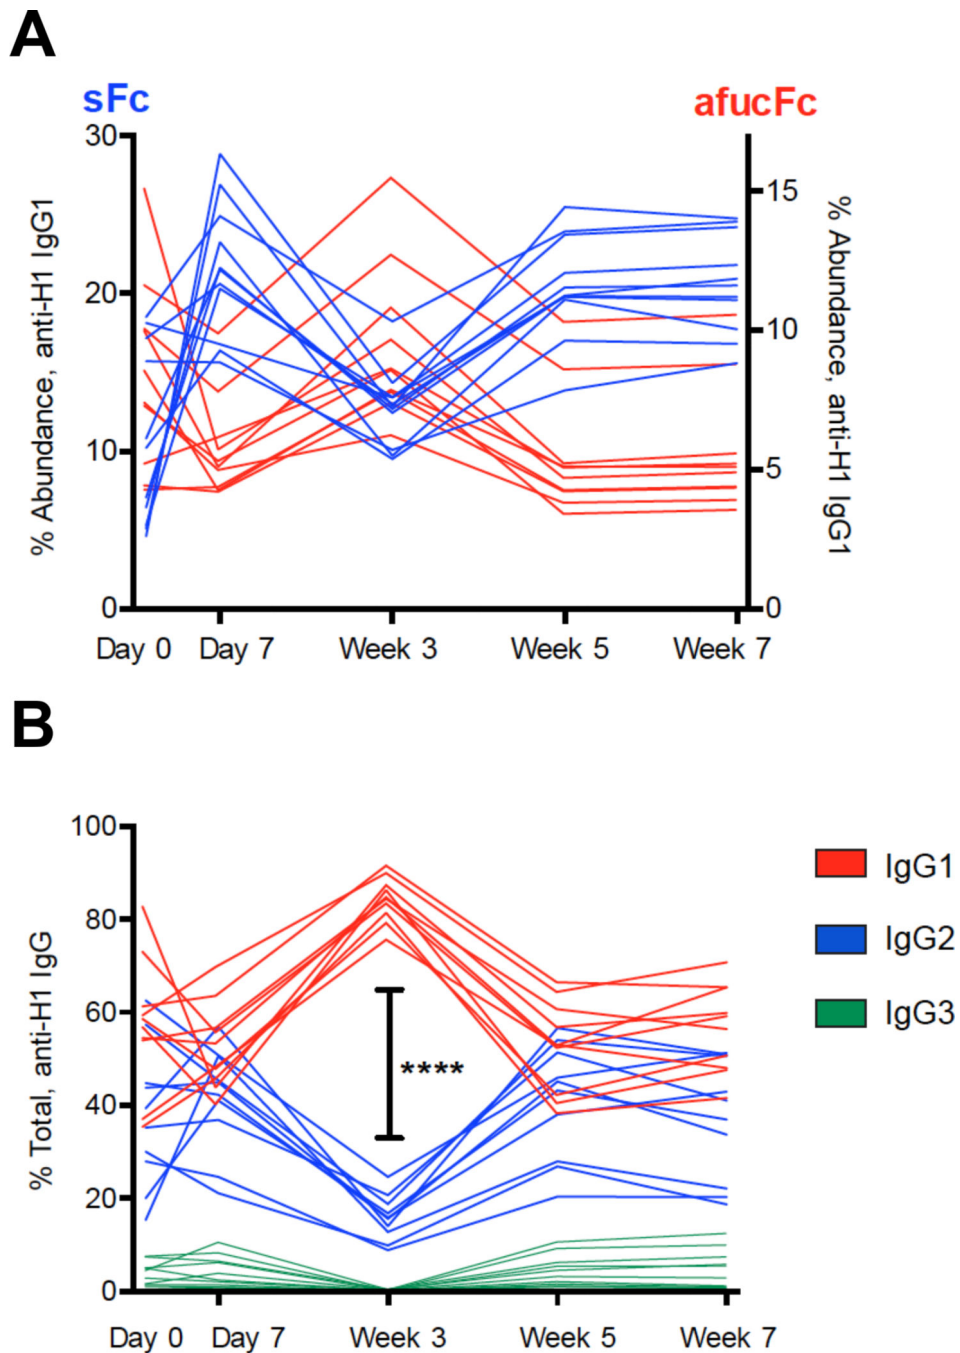 A
sFc
afucFc
% Abundance, anti-H1 IgG1
30
20
10
0
15
10
5
0
% Abundance, anti-H1 IgG1
Day 0 Day 7 Week 3 Week 5 Week 7
B
% Total, anti-H1 IgG
100
80
60
40
20
0
****
IgG1
IgG2
IgG3
Day 0 Day 7 Week 3 Week 5 Week 7